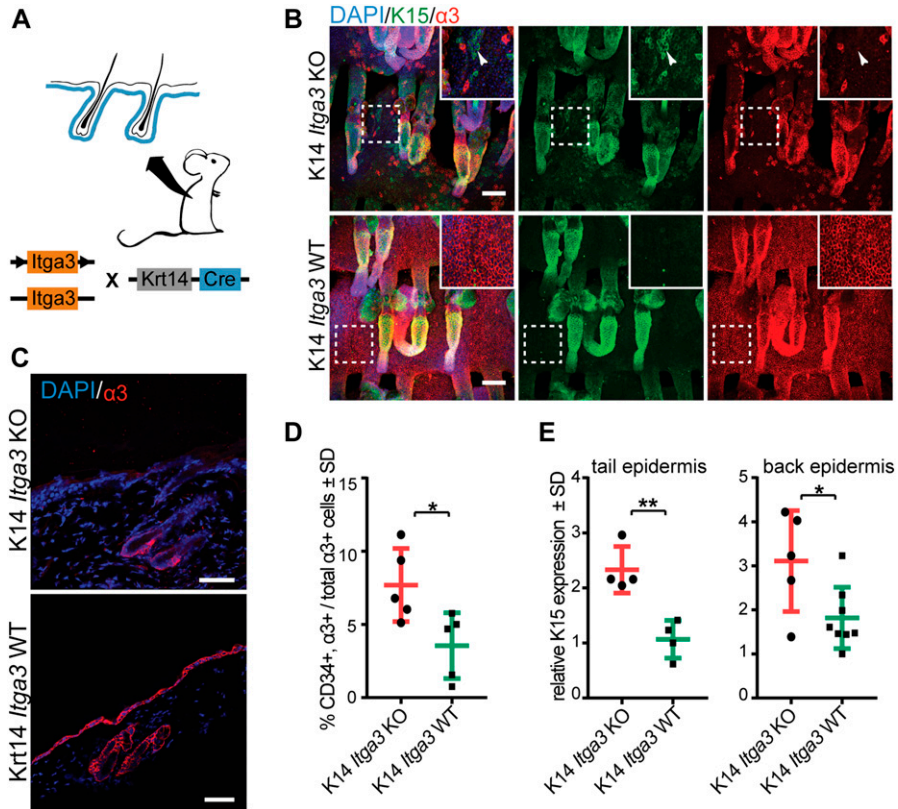 A
Itga3
Itga3
X
Krt14
Cre
B
DAPI/K15/α3
K14 Itga3 KO
K14 Itga3 WT
C
DAPI/α3
K14 Itga3 KO
Krt14 Itga3 WT
D
% CD34+, α3+ / total α3+ cells ± SD
15
10
5
0
*
K14 Itga3 KO
K14 Itga3 WT
E
tail epidermis
relative K15 expression ± SD
4
3
2
1
0
**
K14 Itga3 KO
K14 Itga3 WT
back epidermis
5
4
3
2
1
0
*
K14 Itga3 KO
K14 Itga3 WT